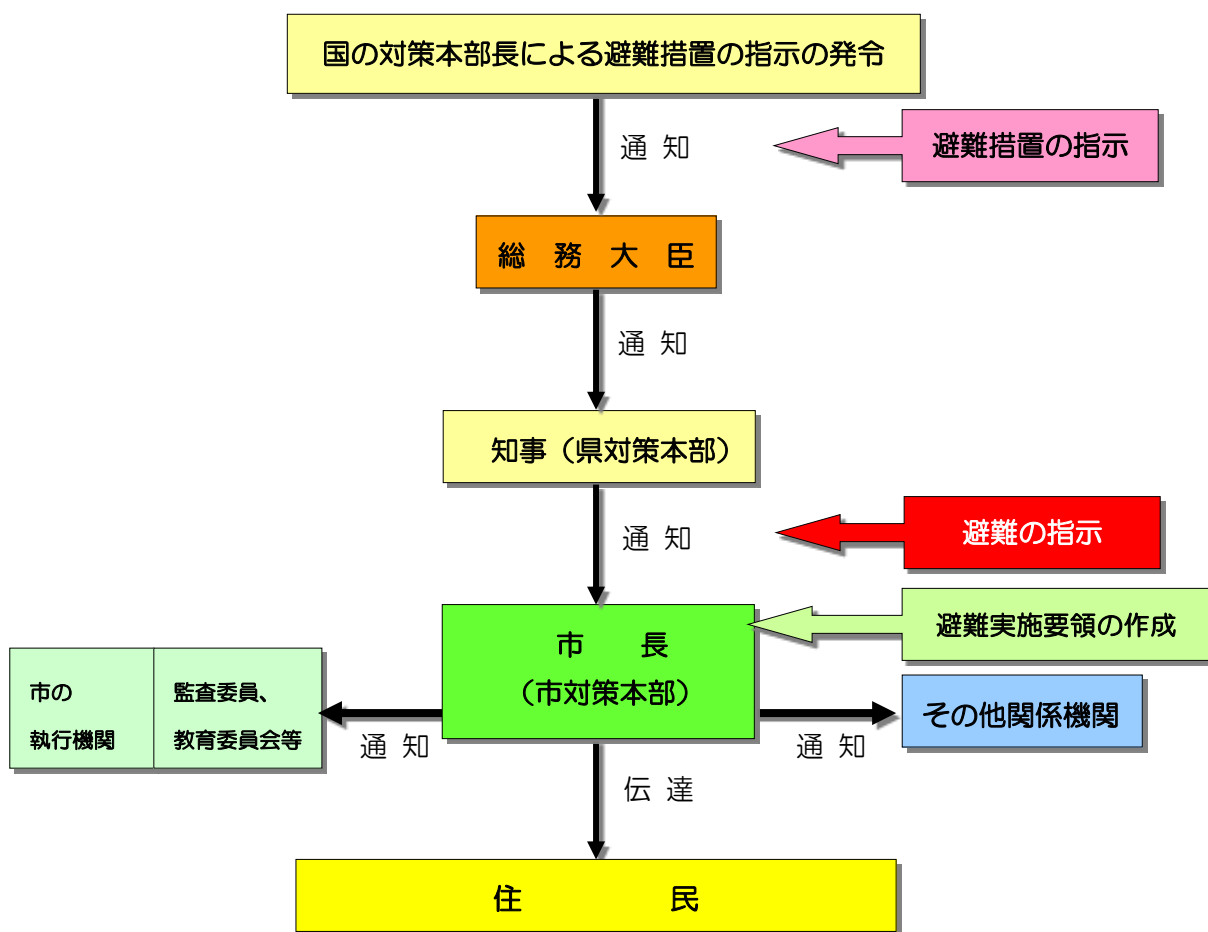 国の対策本部長による避難措置の指示の発令
通 知
避難措置の指示
総 務 大 臣
通 知
知事（県対策本部）
通 知
避難の指示
市 長
（市対策本部）
避難実施要領の作成
市の
執行機関
監査委員、
教育委員会等
通 知
その他関係機関
通 知
伝 達
住 民